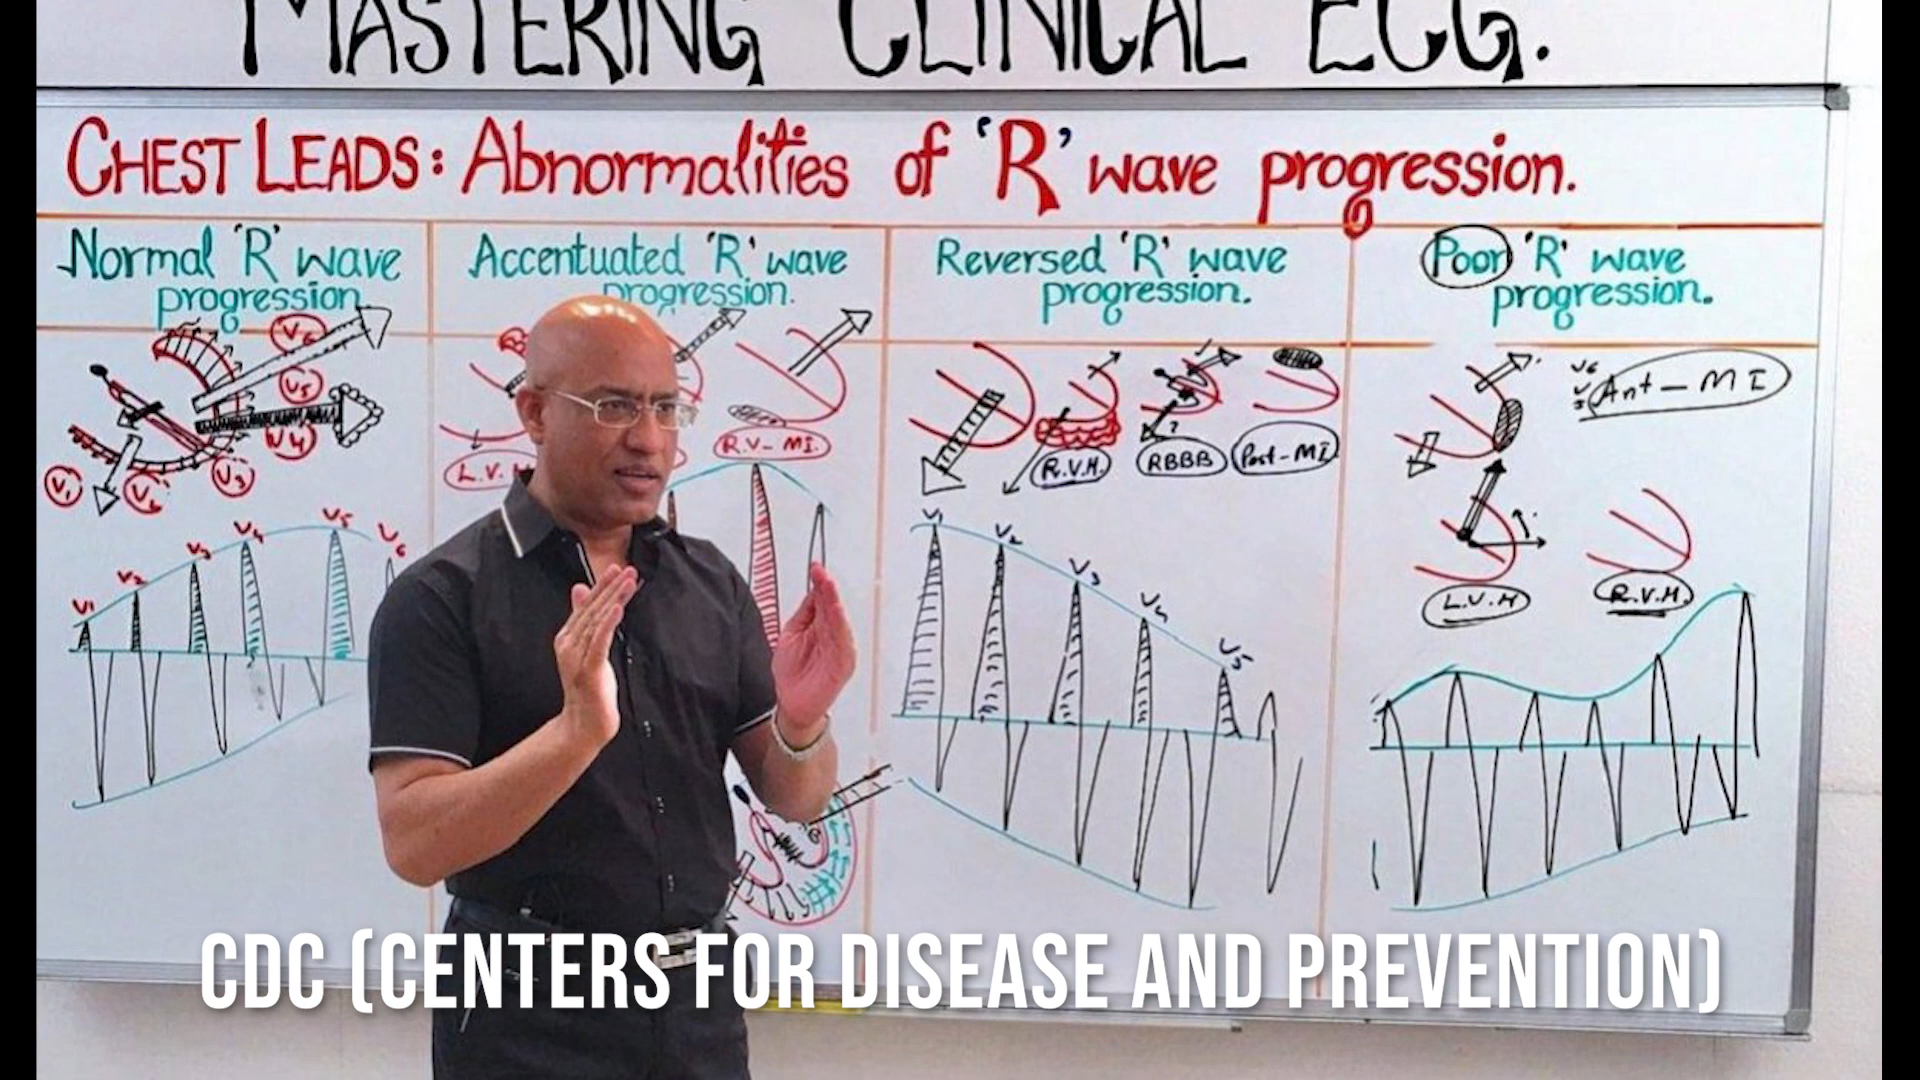 MASTERING CLINICAL ECG.
CHEST LEADS: Abnormalities of 'R' wave progression.
Normal 'R' wave progression
Accentuated 'R' wave progression.
Reversed 'R' wave progression.
Poor 'R' wave progression.
V6
V5
V4
V3
V1
L.V.H
R.V- MI.
R.V.H.
RBBB
Post-MI
Ant-MI
L.V.H
R.V.H.
V1
V2
V3
V4
V5
V6
V1
V2
V3
V4
V5
CDC (CENTERS FOR DISEASE AND PREVENTION)